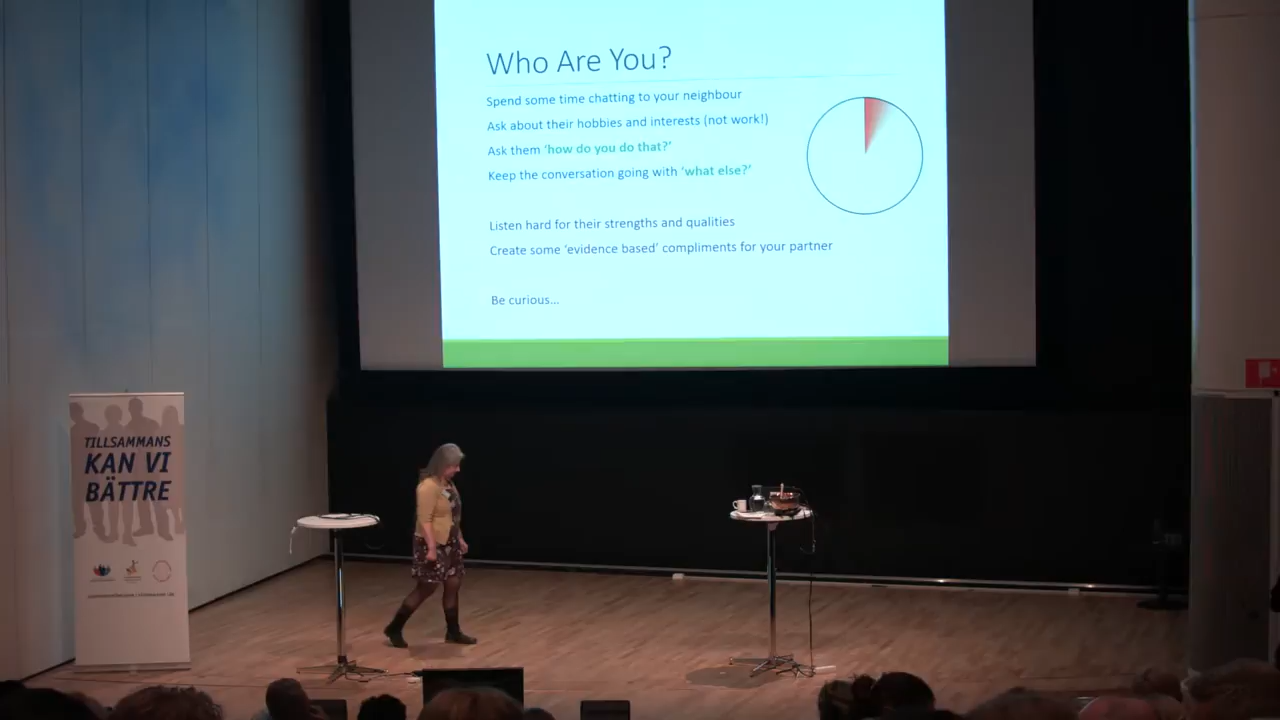 Who Are You?
Spend some time chatting to your neighbour
Ask about their hobbies and interests (not work!)
Ask them ‘how do you do that?’
Keep the conversation going with ‘what else?’
Listen hard for their strengths and qualities
Create some ‘evidence based’ compliments for your partner
Be curious...
TILLSAMMANS
KAN VI
BÄTTRE